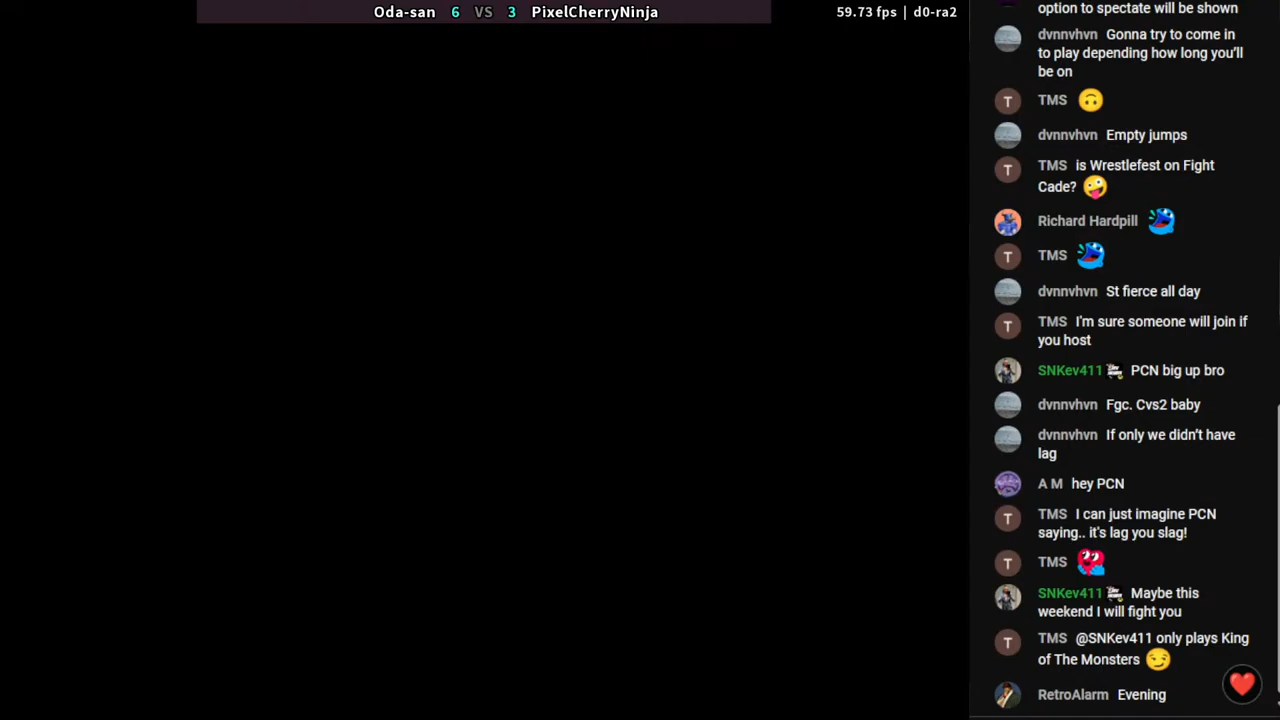 Oda-san 6 VS 3 PixelCherryNinja
59.73 fps | d0-ra2
option to spectate will be shown
dvnnvhvn Gonna try to come in
to play depending how long you'll
be on
T TMS 🙃
dvnnvhvn Empty jumps
T TMS is Wrestlefest on Fight
Cade? 🤪
Richard Hardpill
T TMS
dvnnvhvn St fierce all day
T TMS I'm sure someone will join if
you host
SNKev411 PCN big up bro
dvnnvhvn Fgc. Cvs2 baby
dvnnvhvn If only we didn't have
lag
A M hey PCN
T TMS I can just imagine PCN
saying.. it's lag you slag!
T TMS
SNKev411 Maybe this
weekend I will fight you
T TMS @SNKev411 only plays King
of The Monsters 😏
RetroAlarm Evening